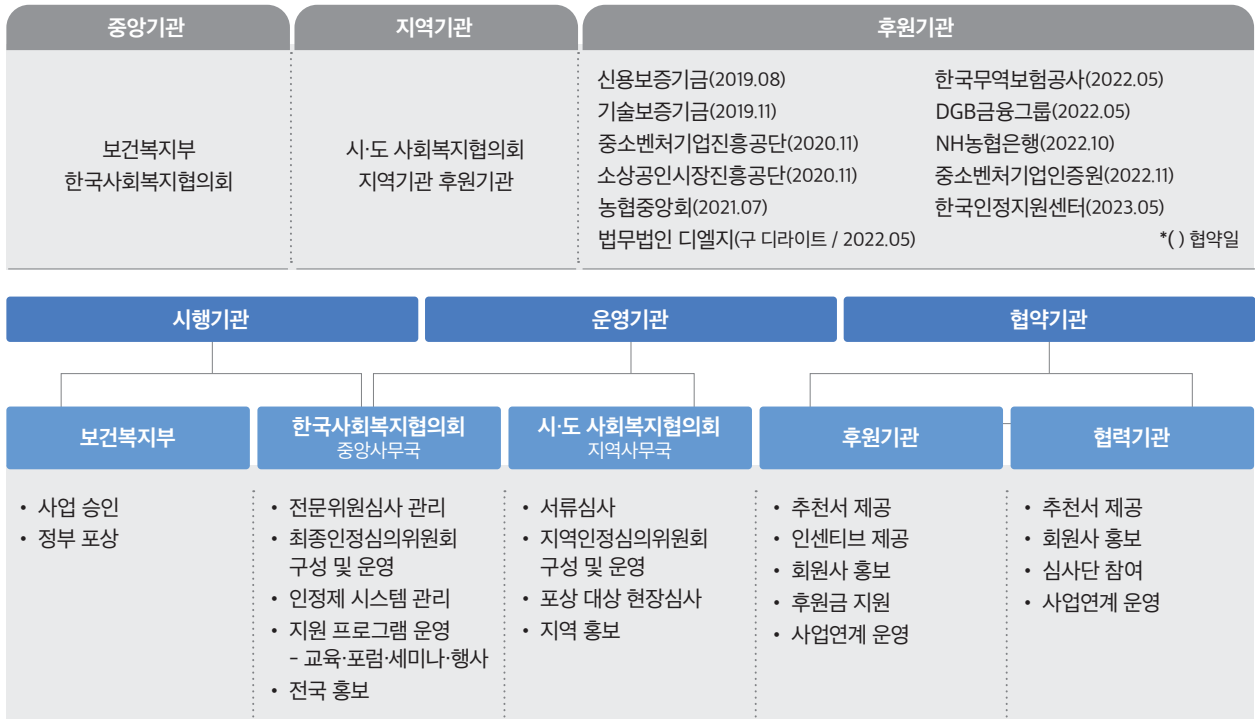 중앙기관
지역기관
후원기관
보건복지부
한국사회복지협의회
시·도 사회복지협의회
지역기관 후원기관
신용보증기금(2019.08)
기술보증기금(2019.11)
중소벤처기업진흥공단(2020.11)
소상공인시장진흥공단(2020.11)
농협중앙회(2021.07)
법무법인 디엘지(구 디라이트 / 2022.05)
한국무역보험공사(2022.05)
DGB금융그룹(2022.05)
NH농협은행(2022.10)
중소벤처기업인증원(2022.11)
한국인정지원센터(2023.05)
*( ) 협약일
시행기관
운영기관
협약기관
보건복지부
• 사업 승인
• 정부 포상
한국사회복지협의회
중앙사무국
• 전문위원심사 관리
• 최종인정심의위원회
구성 및 운영
• 인정제 시스템 관리
• 지원 프로그램 운영
- 교육·포럼·세미나·행사
• 전국 홍보
시·도 사회복지협의회
지역사무국
• 서류심사
• 지역인정심의위원회
구성 및 운영
• 포상 대상 현장심사
• 지역 홍보
후원기관
• 추천서 제공
• 인센티브 제공
• 회원사 홍보
• 후원금 지원
• 사업연계 운영
협력기관
• 추천서 제공
• 회원사 홍보
• 심사단 참여
• 사업연계 운영